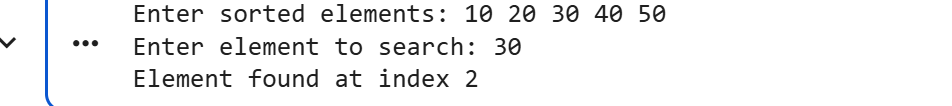 Enter sorted elements: 10 20 30 40 50
Enter element to search: 30
Element found at index 2